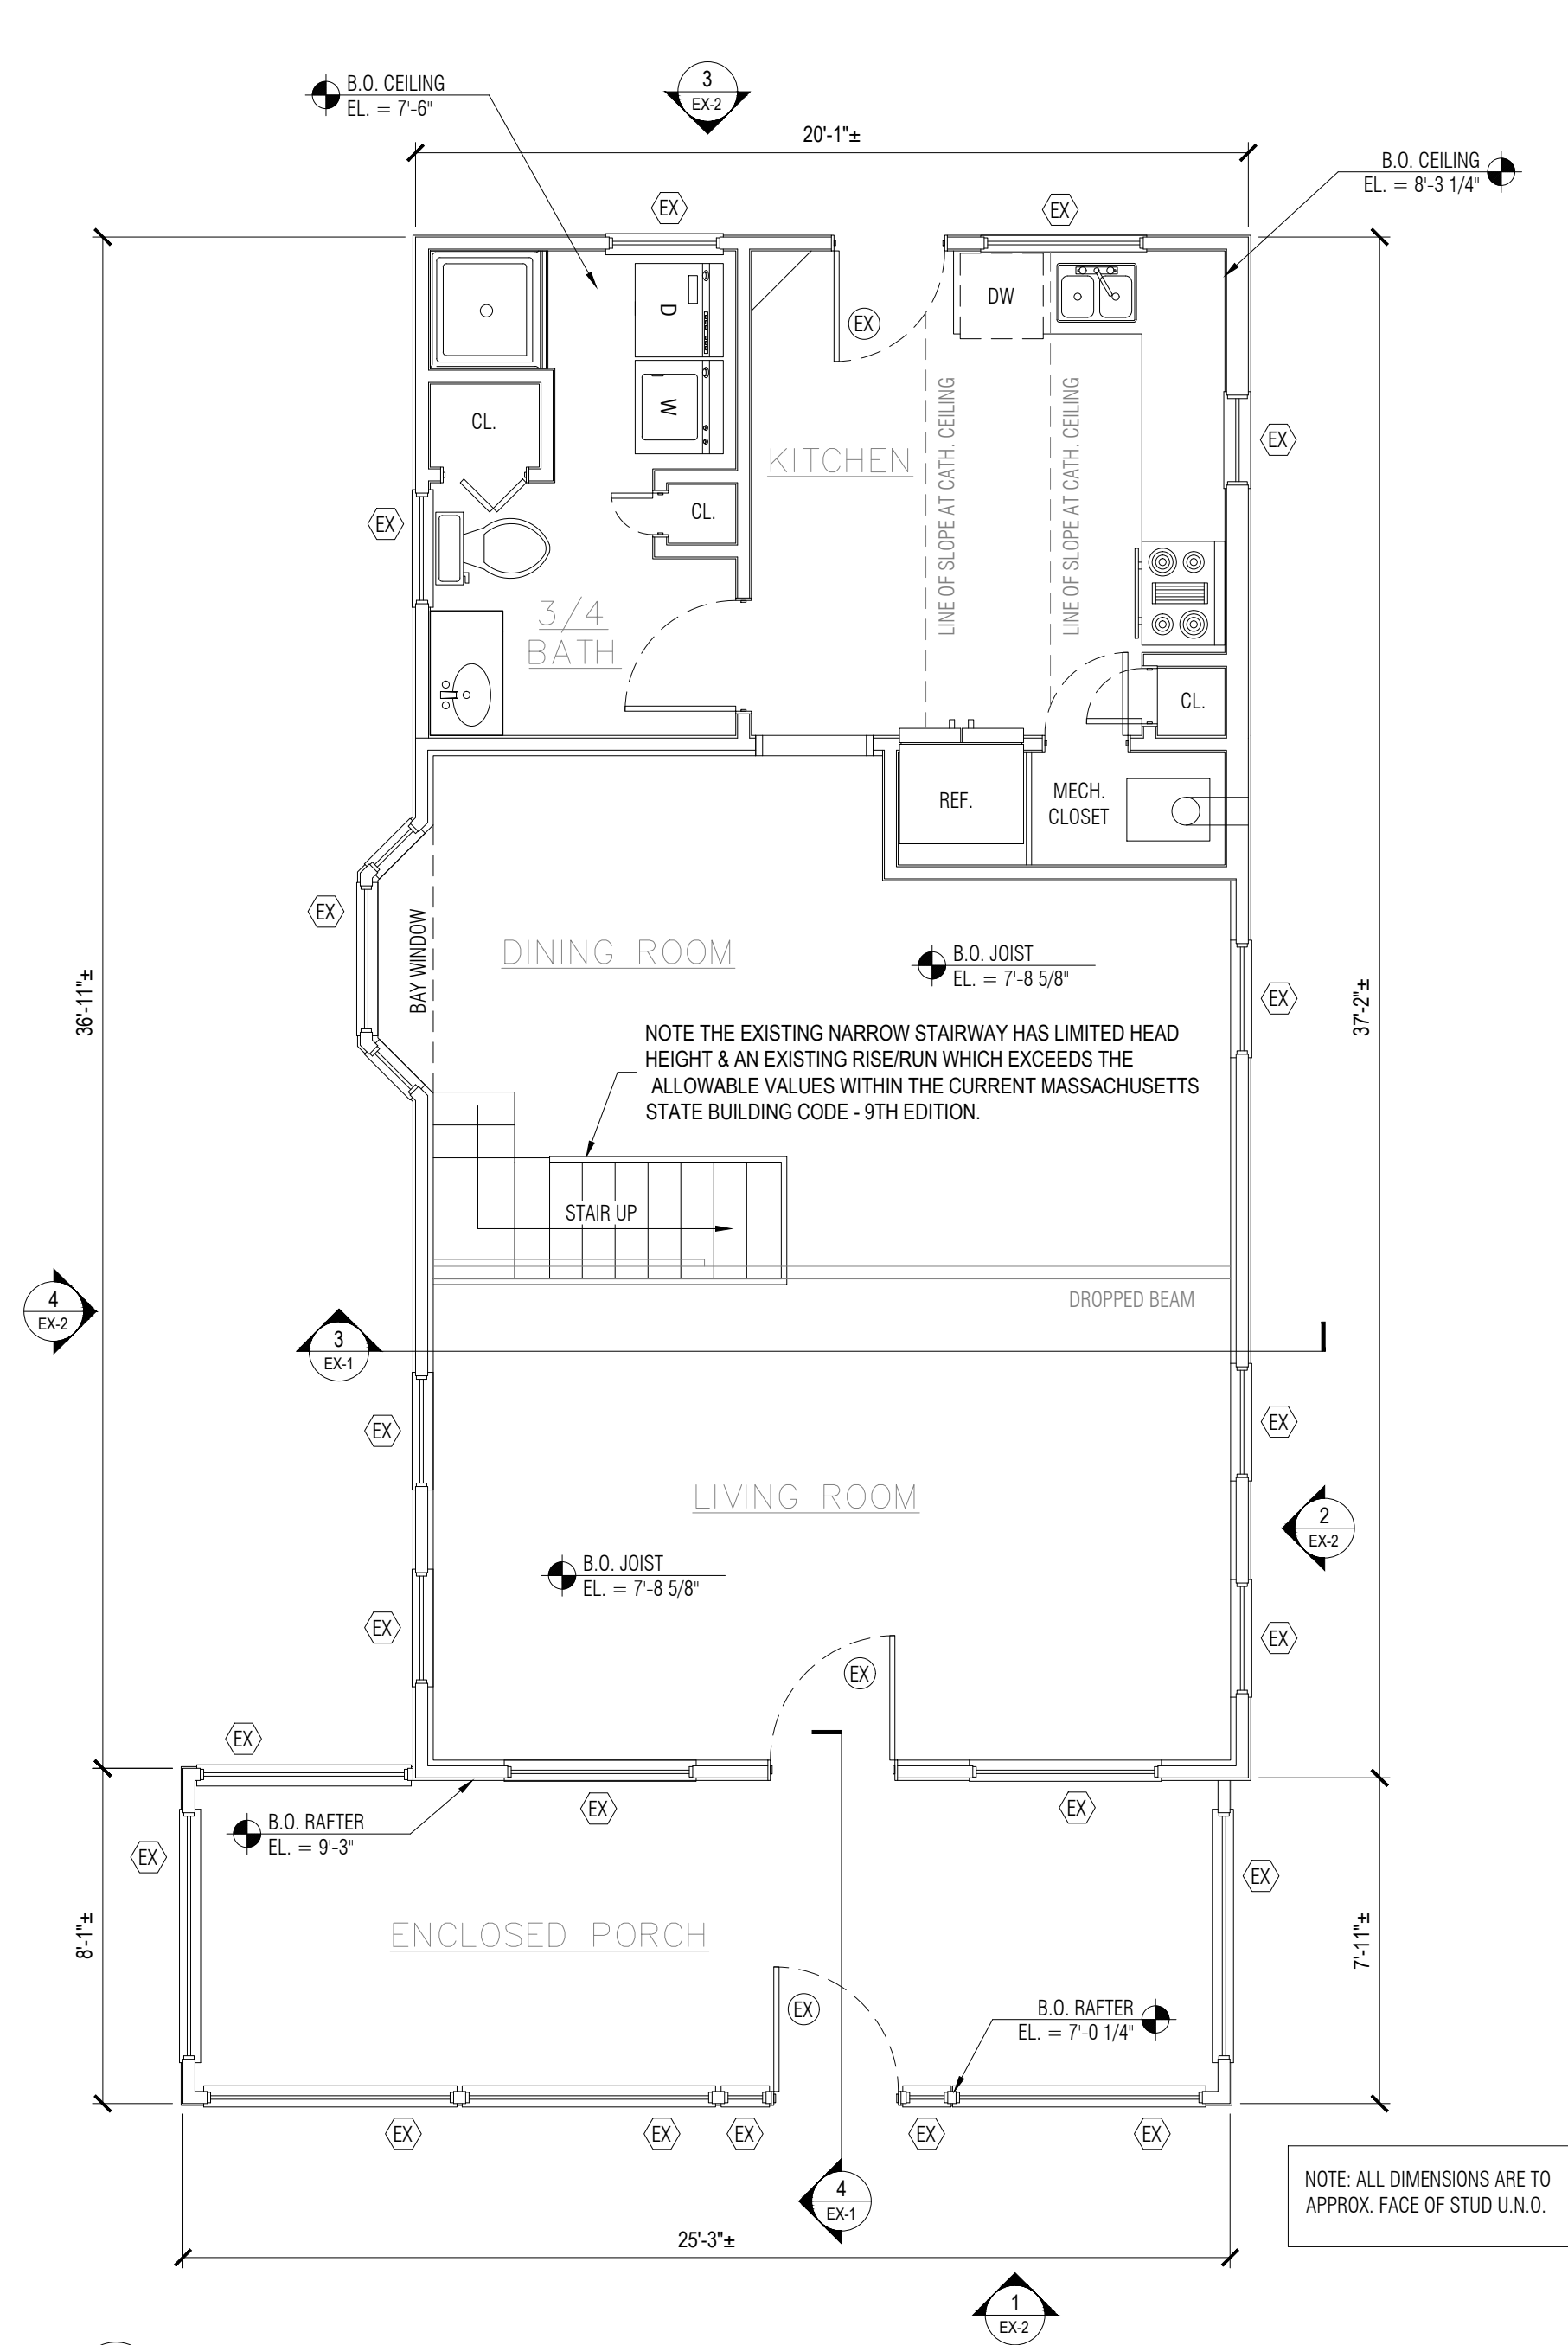 3
EX-2
B.O. CEILING
EL. = 7'-6"
20'-1"±
B.O. CEILING
EL. = 8'-3 1/4"
EX
EX
D
DW
EX
W
CL.
KITCHEN
LINE OF SLOPE AT CATH. CEILING
LINE OF SLOPE AT CATH. CEILING
EX
EX
CL.
3/4
BATH
CL.
REF.
MECH.
CLOSET
EX
BAY WINDOW
DINING ROOM
B.O. JOIST
EL. = 7'-8 5/8"
EX
36'-11"±
37'-2"±
NOTE THE EXISTING NARROW STAIRWAY HAS LIMITED HEAD
HEIGHT & AN EXISTING RISE/RUN WHICH EXCEEDS THE
ALLOWABLE VALUES WITHIN THE CURRENT MASSACHUSETTS
STATE BUILDING CODE - 9TH EDITION.
STAIR UP
DROPPED BEAM
4
EX-2
3
EX-1
EX
EX
LIVING ROOM
2
EX-2
B.O. JOIST
EL. = 7'-8 5/8"
EX
EX
EX
EX
EX
EX
B.O. RAFTER
EL. = 9'-3"
EX
EX
ENCLOSED PORCH
8'-1"±
7'-11"±
EX
B.O. RAFTER
EL. = 7'-0 1/4"
EX
EX
EX
EX
EX
4
EX-1
NOTE: ALL DIMENSIONS ARE TO
APPROX. FACE OF STUD U.N.O.
25'-3"±
1
EX-2